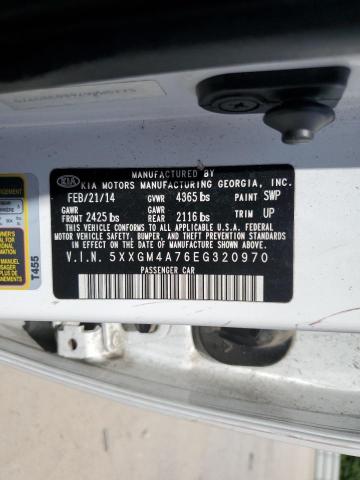 MANUFACTURED BY
KIA KIA MOTORS MANUFACTURING GEORGIA, INC.
FEB/21/14 GVWR 4365 lbs PAINT SWP
GAWR FRONT 2425 lbs GAWR REAR 2116 lbs TRIM UP
THIS VEHICLE CONFORMS TO ALL APPLICABLE U.S.A. FEDERAL
MOTOR VEHICLE SAFETY, BUMPER, AND THEFT PREVENTION
STANDARDS IN EFFECT ON THE DATE OF MANUFACTURE SHOWN ABOVE.
V.I.N. 5XXGM4A76EG320970
PASSENGER CAR
T455